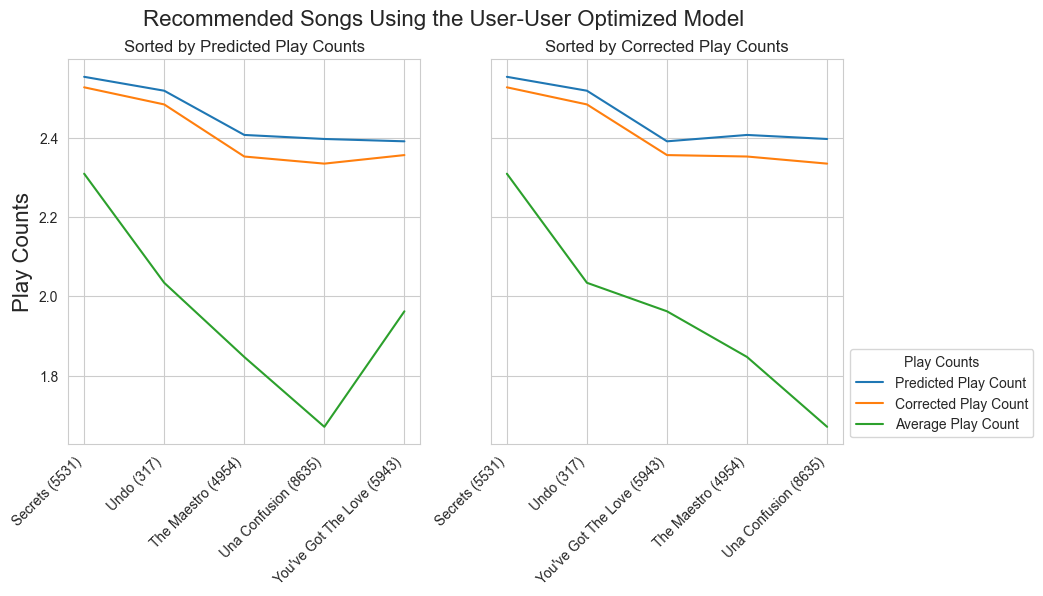 Recommended Songs Using the User-User Optimized Model
Sorted by Predicted Play Counts
Sorted by Corrected Play Counts
Play Counts
2.4
2.2
2.0
1.8
Secrets (5531)
Undo (317)
The Maestro (4954)
Una Confusion (8635)
You've Got The Love (5943)
Secrets (5531)
Undo (317)
You've Got The Love (5943)
The Maestro (4954)
Una Confusion (8635)
Play Counts
Predicted Play Count
Corrected Play Count
Average Play Count